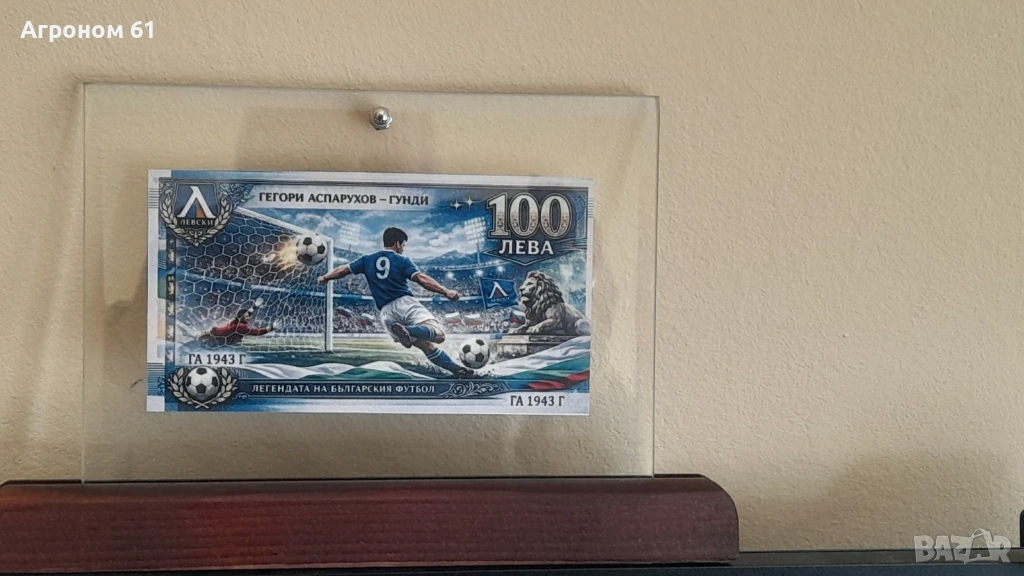 Агроном 61
ГЕГОРИ АСПАРУХОВ – ГУНДИ
100
ЛЕВА
ЛЕВСКИ
9
ГА 1943 Г
ЛЕГЕНДАТА НА БЪЛГАРСКИЯ ФУТБОЛ
ГА 1943 Г
BAZAR